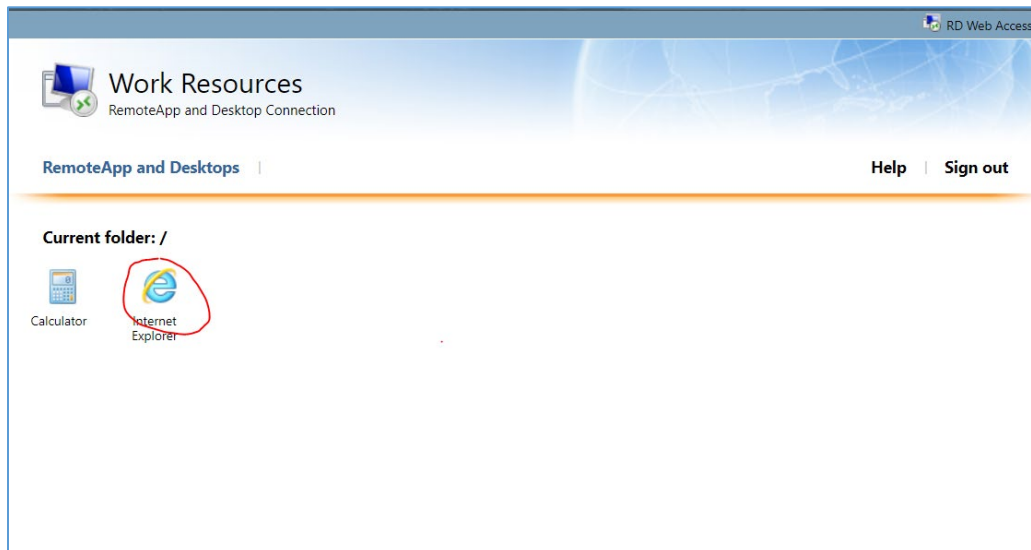 RD Web Access
Work Resources
RemoteApp and Desktop Connection
RemoteApp and Desktops
Help
Sign out
Current folder: /
Calculator
Internet
Explorer